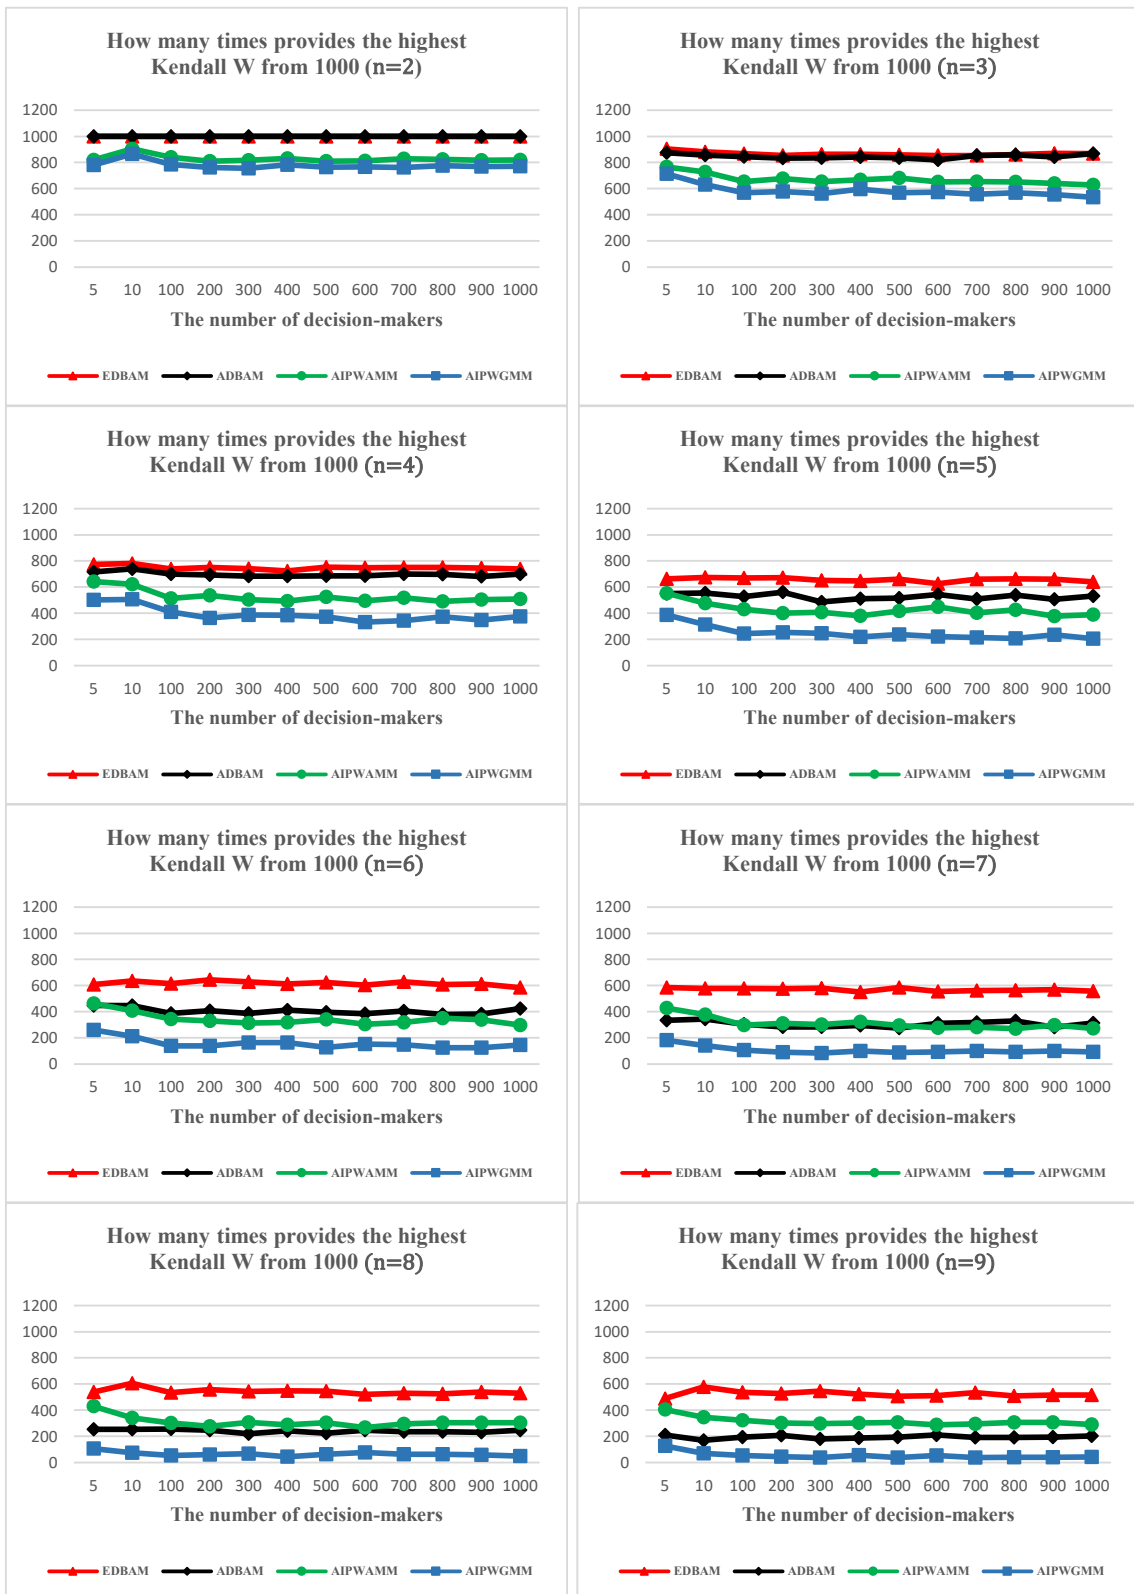 How many times provides the highest
Kendall W from 1000 (n=2)
1200
1000
800
600
400
200
0
5 10 100 200 300 400 500 600 700 800 900 1000
The number of decision-makers
EDBAM ADBAM AIPWAMM AIPWGMM
How many times provides the highest
Kendall W from 1000 (n=3)
1200
1000
800
600
400
200
0
5 10 100 200 300 400 500 600 700 800 900 1000
The number of decision-makers
EDBAM ADBAM AIPWAMM AIPWGMM
How many times provides the highest
Kendall W from 1000 (n=4)
1200
1000
800
600
400
200
0
5 10 100 200 300 400 500 600 700 800 900 1000
The number of decision-makers
EDBAM ADBAM AIPWAMM AIPWGMM
How many times provides the highest
Kendall W from 1000 (n=5)
1200
1000
800
600
400
200
0
5 10 100 200 300 400 500 600 700 800 900 1000
The number of decision-makers
EDBAM ADBAM AIPWAMM AIPWGMM
How many times provides the highest
Kendall W from 1000 (n=6)
1200
1000
800
600
400
200
0
5 10 100 200 300 400 500 600 700 800 900 1000
The number of decision-makers
EDBAM ADBAM AIPWAMM AIPWGMM
How many times provides the highest
Kendall W from 1000 (n=7)
1200
1000
800
600
400
200
0
5 10 100 200 300 400 500 600 700 800 900 1000
The number of decision-makers
EDBAM ADBAM AIPWAMM AIPWGMM
How many times provides the highest
Kendall W from 1000 (n=8)
1200
1000
800
600
400
200
0
5 10 100 200 300 400 500 600 700 800 900 1000
The number of decision-makers
EDBAM ADBAM AIPWAMM AIPWGMM
How many times provides the highest
Kendall W from 1000 (n=9)
1200
1000
800
600
400
200
0
5 10 100 200 300 400 500 600 700 800 900 1000
The number of decision-makers
EDBAM ADBAM AIPWAMM AIPWGMM